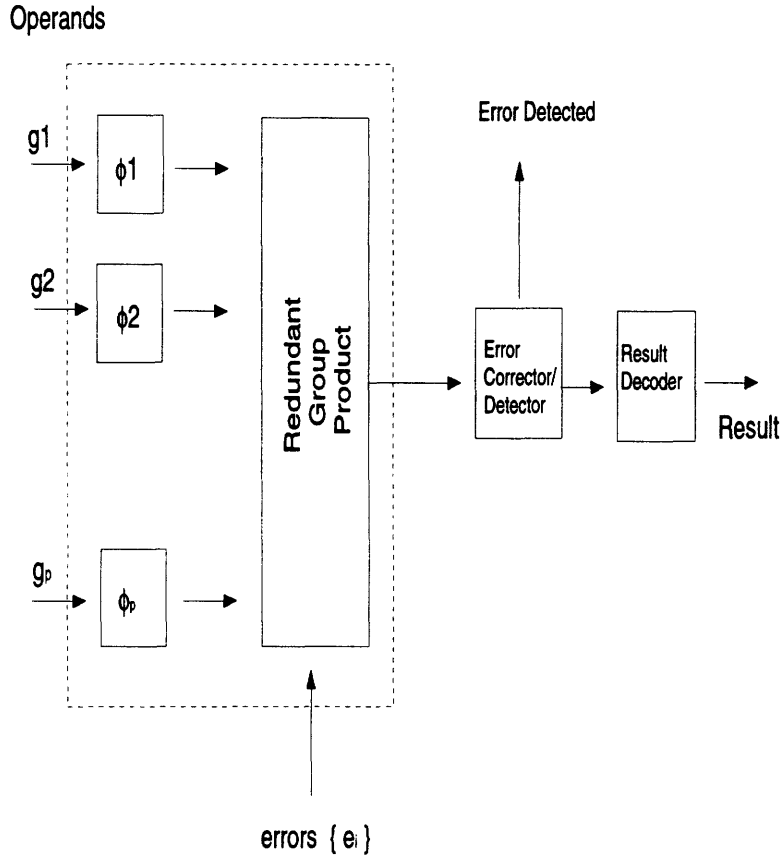 Operands
g1
ϕ1
Error Detected
g2
ϕ2
Redundant
Group
Product
Error
Corrector/
Detector
Result
Decoder
Result
gₚ
ϕₚ
errors { eᵢ }